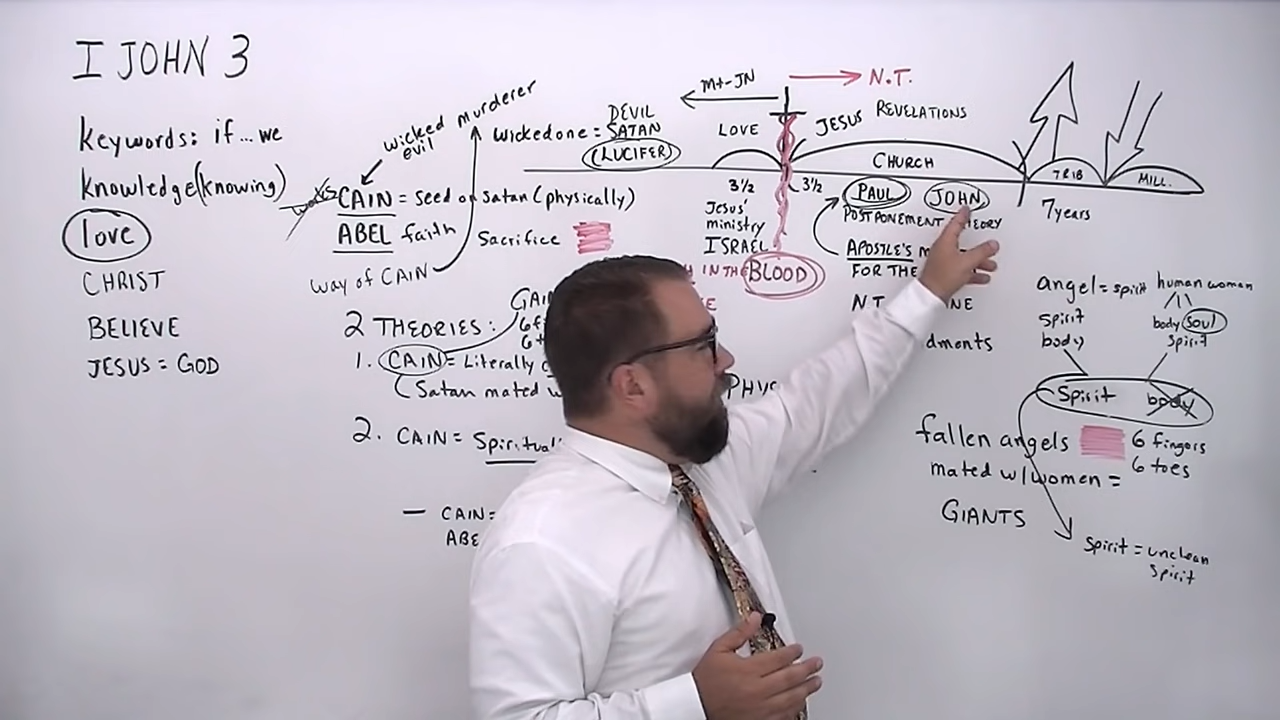 I JOHN 3
Keywords: if...we
Knowledge(knowing)
love
CHRIST
BELIEVE
JESUS = GOD
wicked murderer
evil
works
CAIN = seed of Satan (physically)
ABEL faith
Sacrifice
way of CAIN
wicked one =
DEVIL
SATAN
(LUCIFER)
2 THEORIES:
1. CAIN = Literally
(Satan mated
2. CAIN =
CAIN=
Mt-JN
N.T.
LOVE
JESUS REVELATIONS
CHURCH
TRIB
MILL.
3½
3½
Jesus'
ministry
ISRAEL
IN THE BLOOD
PAUL
JOHN
POSTPONEMENT THEORY
APOSTLE'S
FOR THE
N.T.
7 years
angel = spirit
spirit
body
human woman
body soul
spirit
Spirit body
fallen angels
6 fingers
6 toes
mated w/women =
GIANTS
Spirit = unclean
spirit